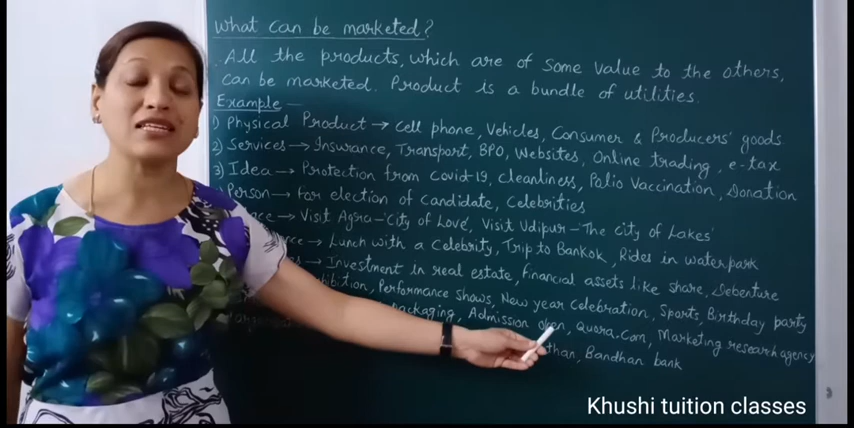 What can be marketed?
All the products, which are of some value to the others,
can be marketed. Product is a bundle of utilities.
Example —
1) Physical Product → Cell phone, Vehicles, Consumer & Producers' goods
2) Services → Insurance, Transport, BPO, Websites, Online trading, e-tax
3) Idea → Protection from Covid-19, Cleanliness, Polio Vaccination, Donation
Person → For election of Candidate, Celebrities
→ Visit Agra-'City of Love', Visit Udipur - The City of Lakes'
→ Lunch with a Celebrity, Trip to Bankok, Rides in waterpark
→ Investment in real estate, Financial assets like share, Debenture
Performance Shows, New year Celebration, Sports, Birthday party
Packaging, Admission open, Quora.Com, Marketing research agency
Bandhan bank
Khushi tuition classes